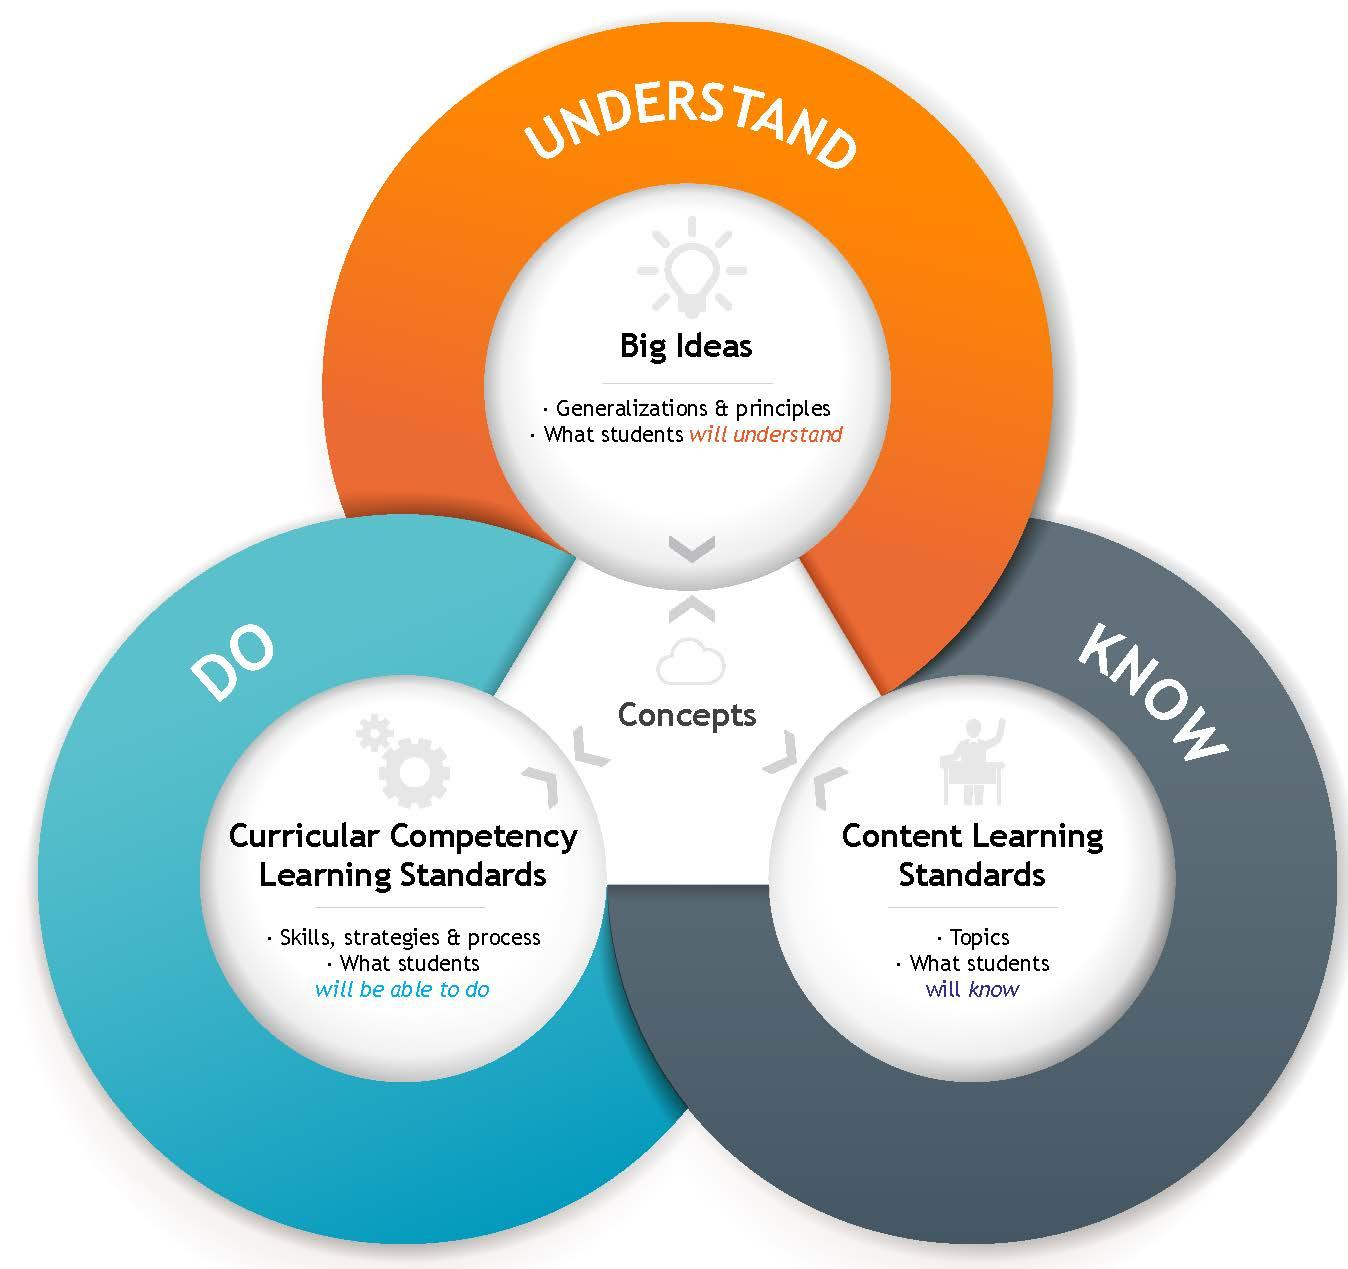 UNDERSTAND
Big Ideas
· Generalizations & principles
· What students will understand
DO
KNOW
Concepts
Curricular Competency
Learning Standards
· Skills, strategies & process
· What students
will be able to do
Content Learning
Standards
· Topics
· What students
will know